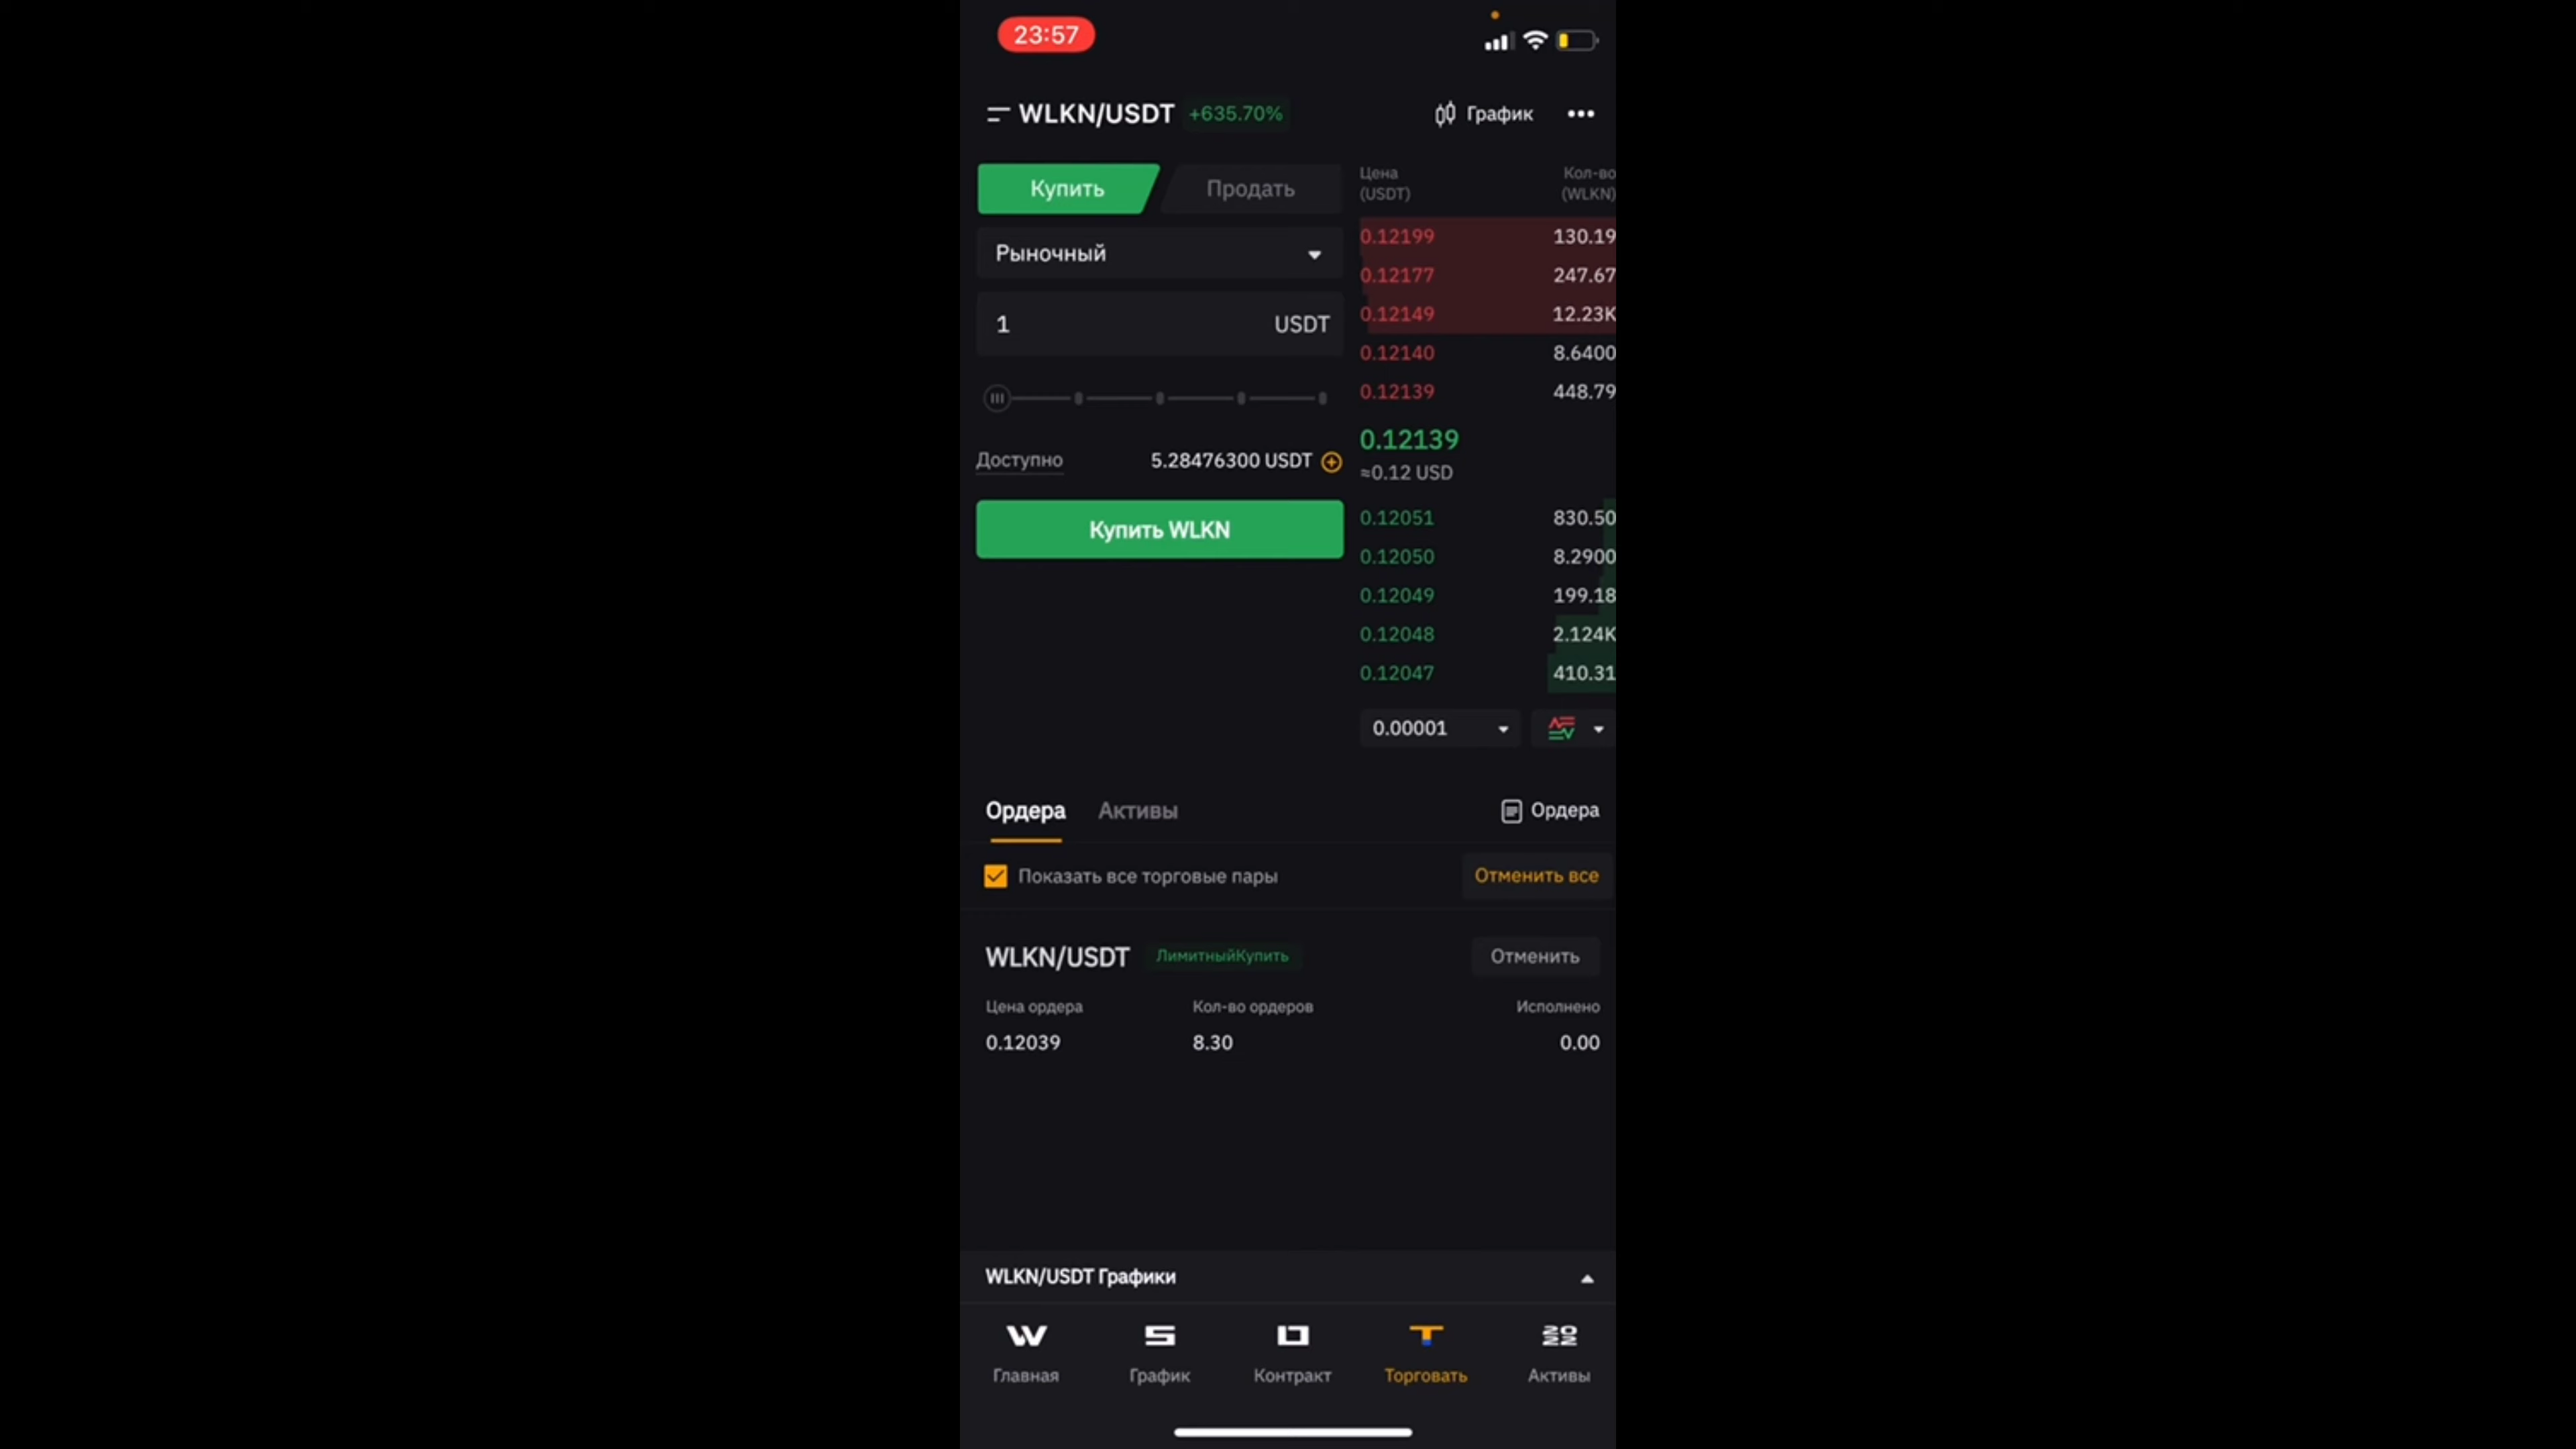 23:57
WLKN/USDT +635.70% График
Купить Продать
Рыночный
1 USDT
Доступно 5.28476300 USDT
Купить WLKN
Цена Кол-во
(USDT) (WLKN)
0.12199 130.19
0.12177 247.67
0.12149 12.23K
0.12140 8.6400
0.12139 448.79
0.12139
≈0.12 USD
0.12051 830.50
0.12050 8.2900
0.12049 199.18
0.12048 2.124K
0.12047 410.31
0.00001
Ордера Активы Ордера
Показать все торговые пары Отменить все
WLKN/USDT ЛимитныйКупить Отменить
Цена ордера Кол-во ордеров Исполнено
0.12039 8.30 0.00
WLKN/USDT Графики
Главная График Контракт Торговать Активы